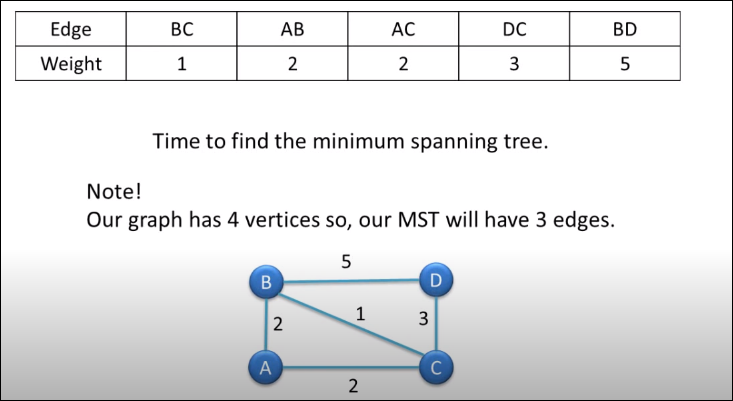 Edge BC AB AC DC BD
Weight 1 2 2 3 5
Time to find the minimum spanning tree.
Note!
Our graph has 4 vertices so, our MST will have 3 edges.
5
B D
2 1 3
A C
2